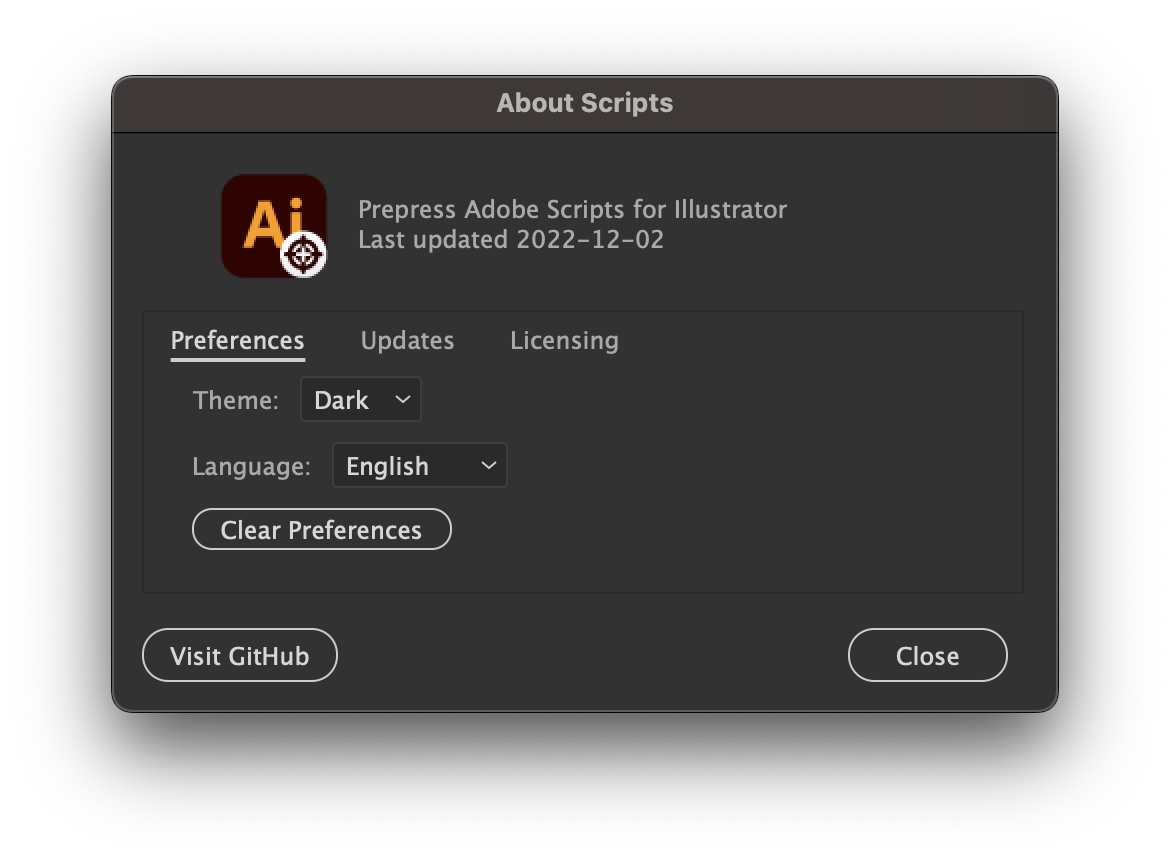 About Scripts
Ai
Prepress Adobe Scripts for Illustrator
Last updated 2022-12-02
Preferences Updates Licensing
Theme: Dark
Language: English
Clear Preferences
Visit GitHub Close